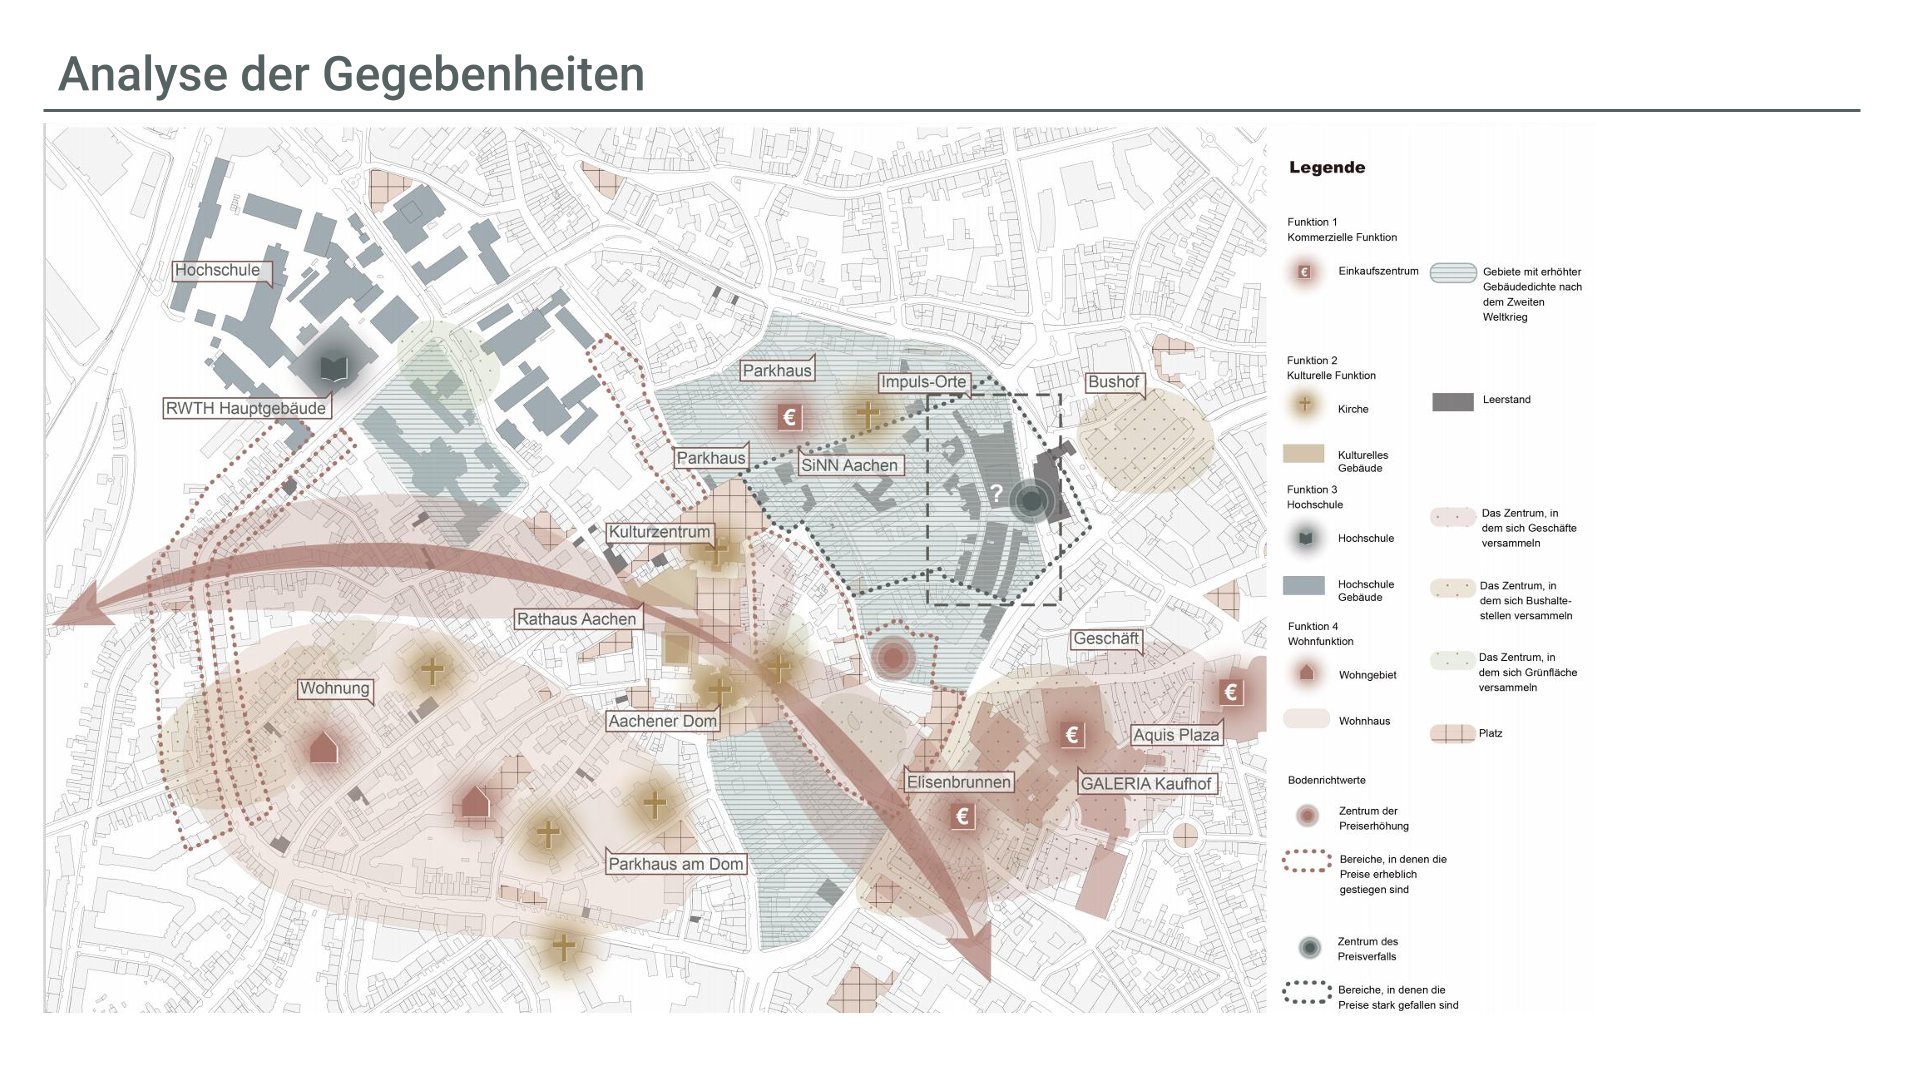 Analyse der Gegebenheiten
Hochschule
RWTH Hauptgebäude
Parkhaus
€
Impuls-Orte
Bushof
Parkhaus
SiNN Aachen
?
Kulturzentrum
Rathaus Aachen
Geschäft
Wohnung
Aachener Dom
€
Aquis Plaza
€
Elisenbrunnen
GALERIA Kaufhof
€
Parkhaus am Dom
Legende
Funktion 1
Kommerzielle Funktion
€
Einkaufszentrum
Gebiete mit erhöhter
Gebäudedichte nach
dem Zweiten
Weltkrieg
Funktion 2
Kulturelle Funktion
Kirche
Leerstand
Kulturelles
Gebäude
Funktion 3
Hochschule
Hochschule
Das Zentrum, in
dem sich Geschäfte
versammeln
Hochschule
Gebäude
Das Zentrum, in
dem sich Bushalte-
stellen versammeln
Funktion 4
Wohnfunktion
Wohngebiet
Das Zentrum, in
dem sich Grünfläche
versammeln
Wohnhaus
Platz
Bodenrichtwerte
Zentrum der
Preiserhöhung
Bereiche, in denen die
Preise erheblich
gestiegen sind
Zentrum des
Preisverfalls
Bereiche, in denen die
Preise stark gefallen sind